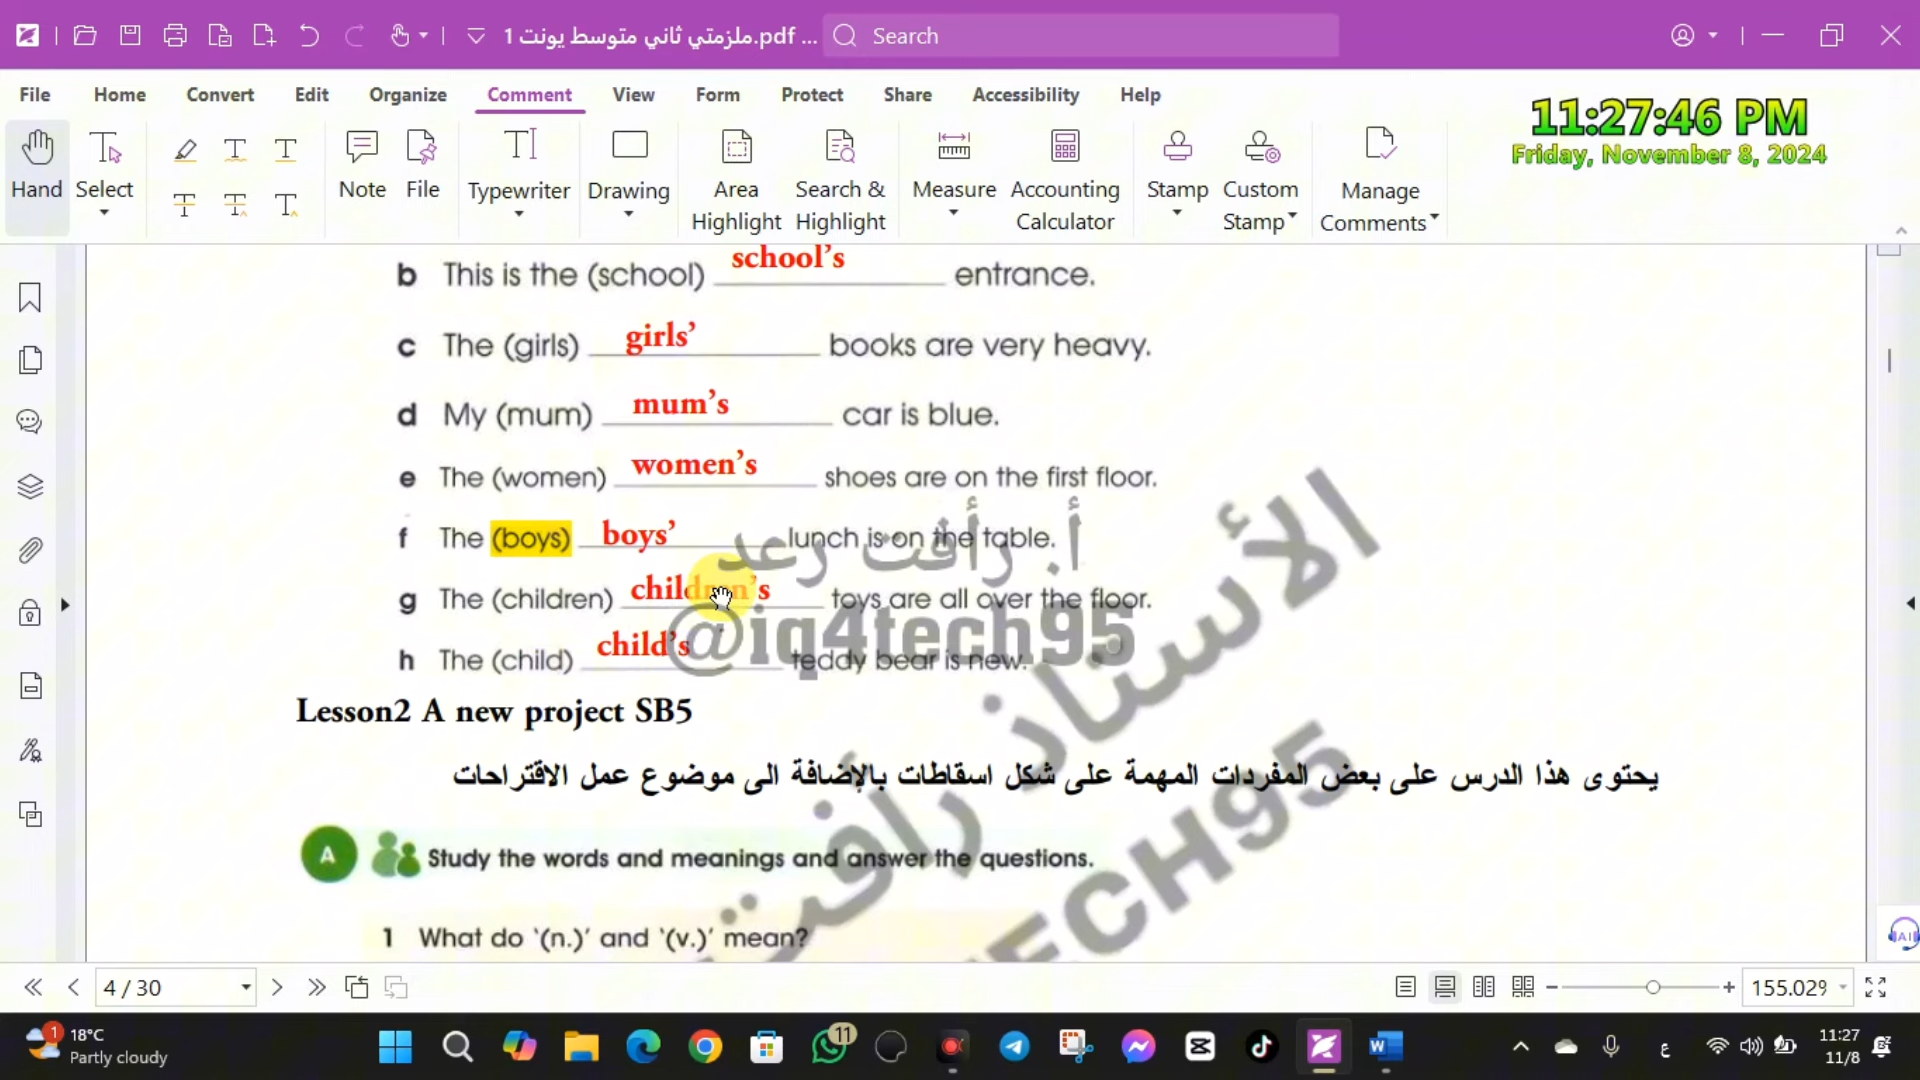 ملزمتي ثاني متوسط يونت 1.pdf ...
Search
File Home Convert Edit Organize Comment View Form Protect Share Accessibility Help
11:27:46 PM
Friday, November 8, 2024
Hand Select Note File Typewriter Drawing Area Highlight Search & Highlight Measure Accounting Calculator Stamp Custom Stamp Manage Comments
b This is the (school) school's entrance.
c The (girls) girls' books are very heavy.
d My (mum) mum's car is blue.
e The (women) women's shoes are on the first floor.
f The (boys) boys' lunch is on the table.
أ. رأفت رعد
g The (children) children's toys are all over the floor.
@iq4tech95
h The (child) child's teddy bear is new.
الأستاذ رأفت
TECH95
Lesson2 A new project SB5
يحتوى هذا الدرس على بعض المفردات المهمة على شكل اسقاطات بالإضافة الى موضوع عمل الاقتراحات
A Study the words and meanings and answer the questions.
1 What do '(n.)' and '(v.)' mean?
AI
4 / 30
155.029
1
18°C
Partly cloudy
11
W
ع
11:27
11/8